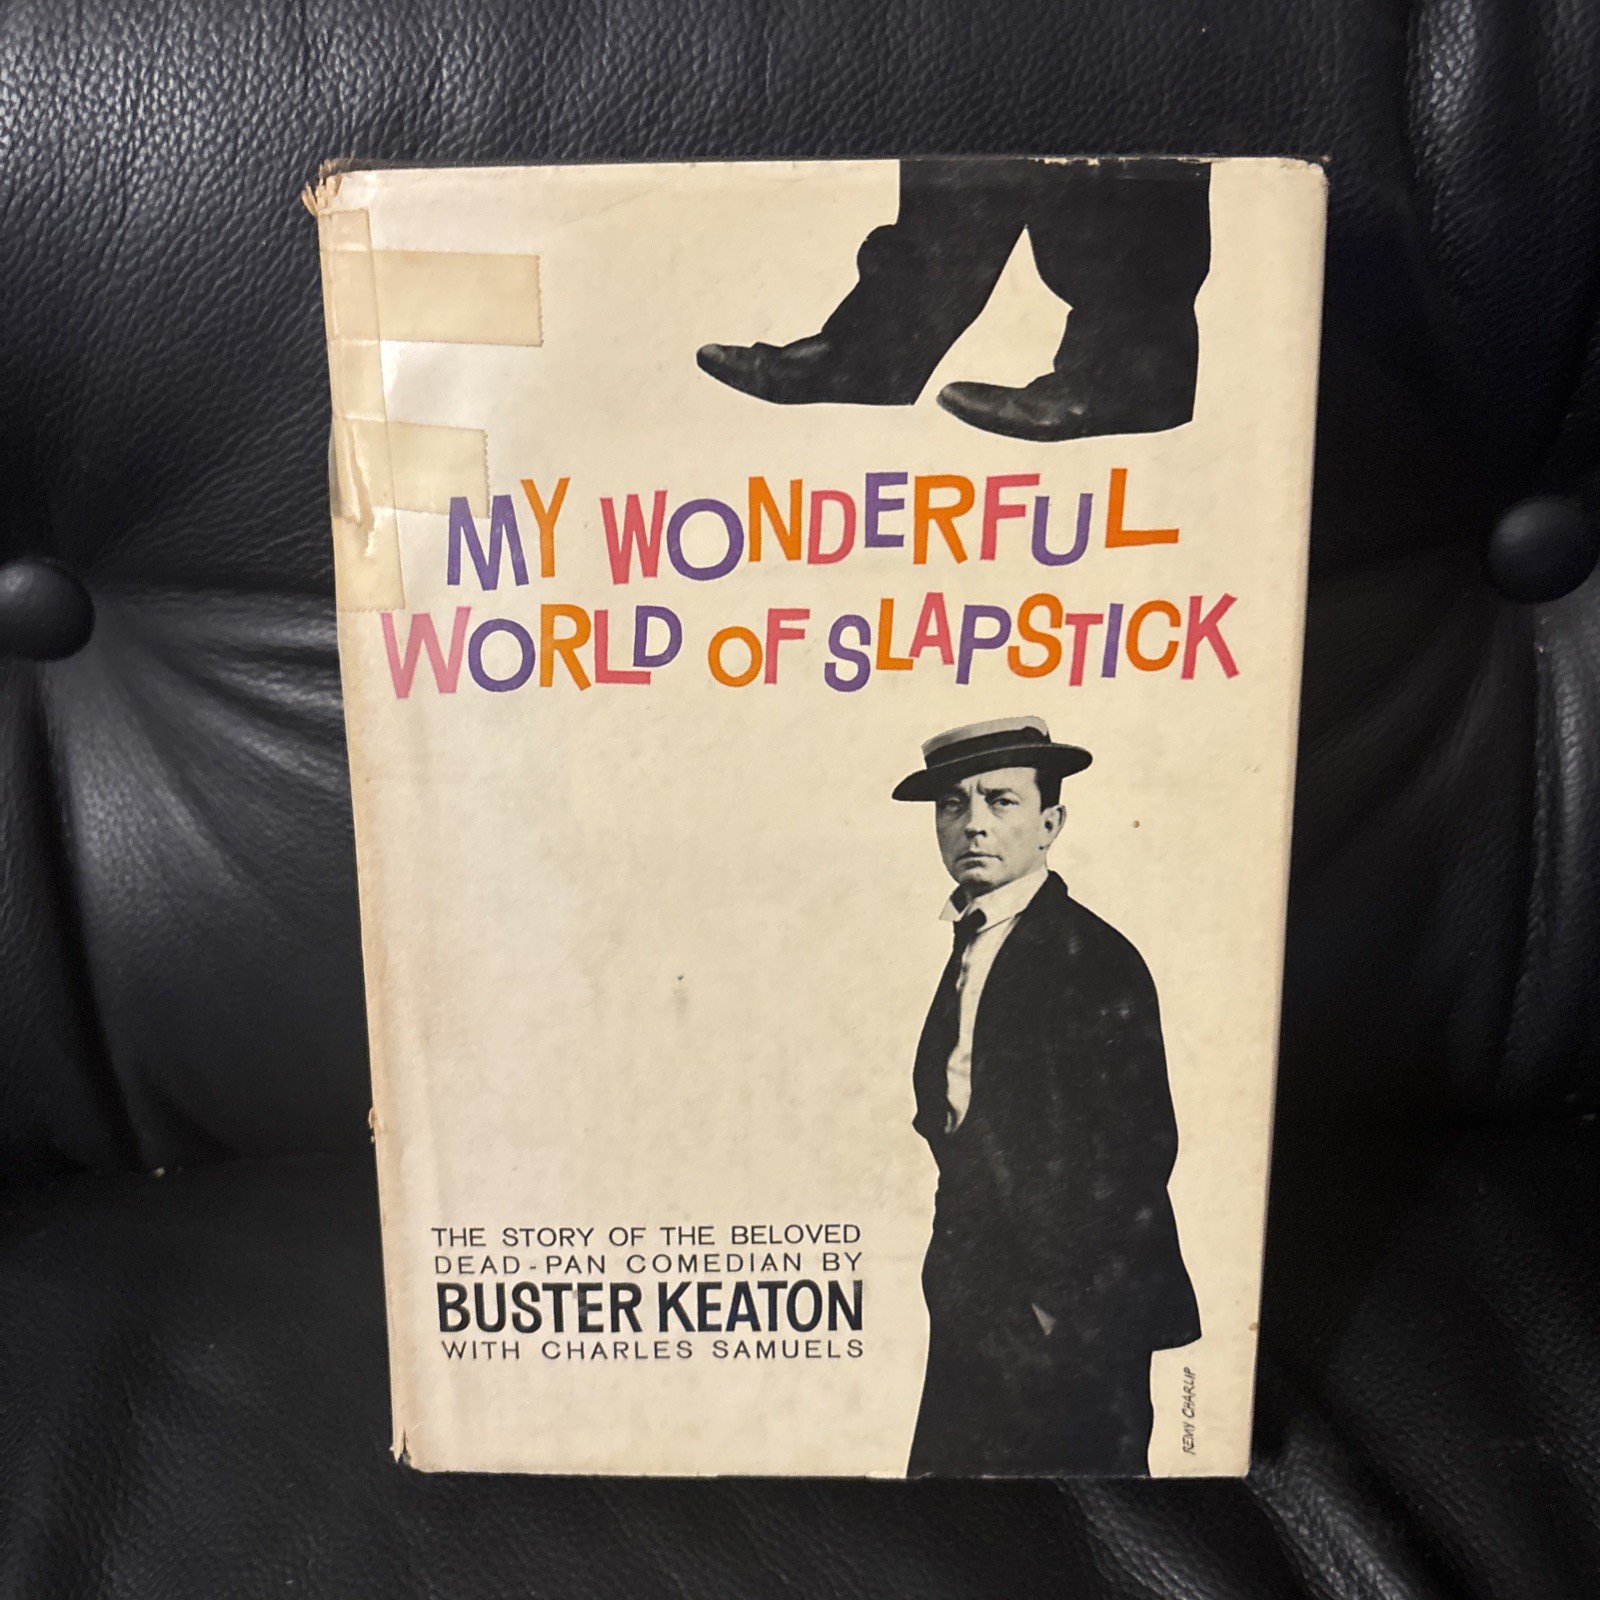 MY WONDERFUL
WORLD OF SLAPSTICK
THE STORY OF THE BELOVED
DEAD-PAN COMEDIAN BY
BUSTER KEATON
WITH CHARLES SAMUELS
REMY CHARLIP